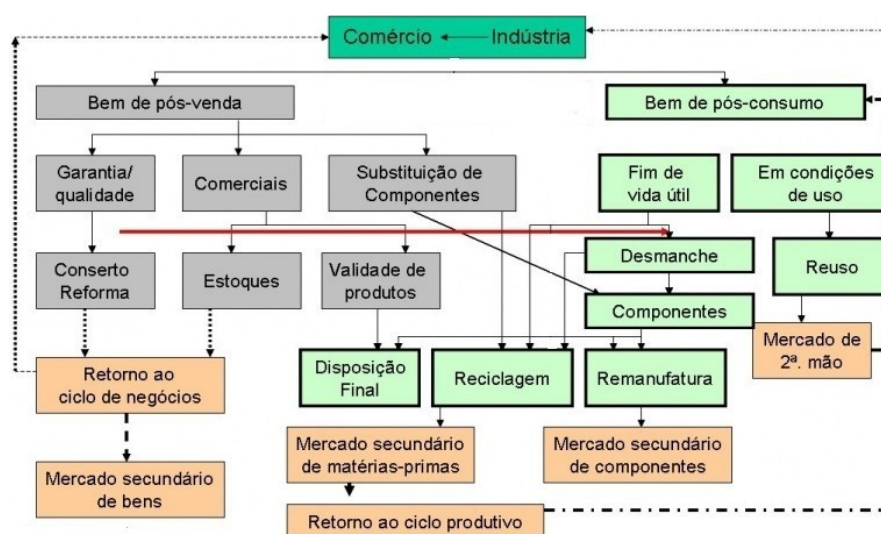 Comércio Indústria
Bem de pós-venda
Bem de pós-consumo
Garantia/
qualidade
Comerciais
Substituição de
Componentes
Fim de
vida útil
Em condições
de uso
Conserto
Reforma
Estoques
Validade de
produtos
Desmanche
Reuso
Componentes
Mercado de
2ª. mão
Retorno ao
ciclo de negócios
Disposição
Final
Reciclagem
Remanufatura
Mercado secundário
de matérias-primas
Mercado secundário
de componentes
Mercado secundário
de bens
Retorno ao ciclo produtivo